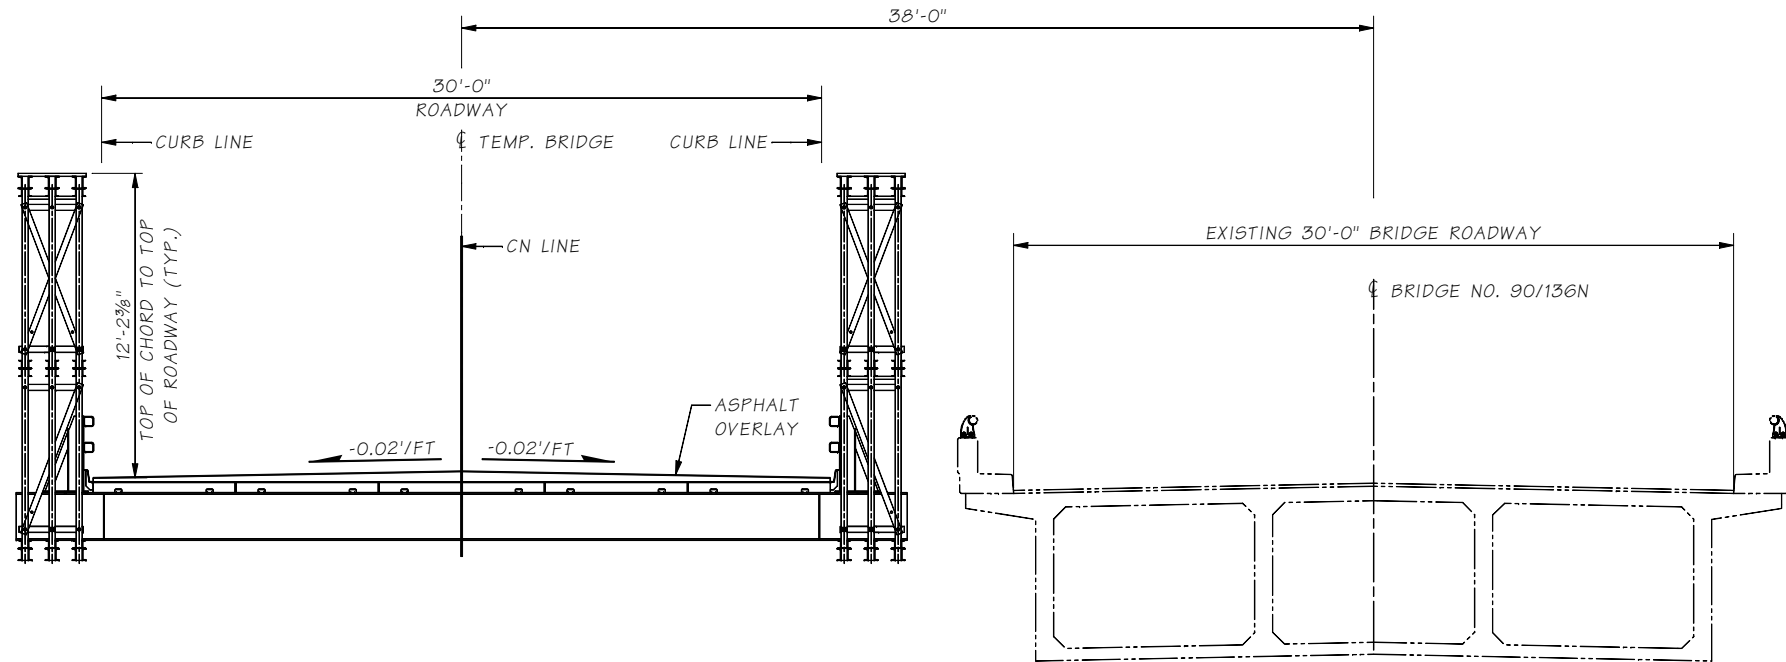 38'-0"
30'-0"
ROADWAY
CURB LINE
℄ TEMP. BRIDGE
CURB LINE
CN LINE
12'-2⅜"
TOP OF CHORD TO TOP
OF ROADWAY (TYP.)
EXISTING 30'-0" BRIDGE ROADWAY
℄ BRIDGE NO. 90/136N
ASPHALT
OVERLAY
-0.02'/FT
-0.02'/FT